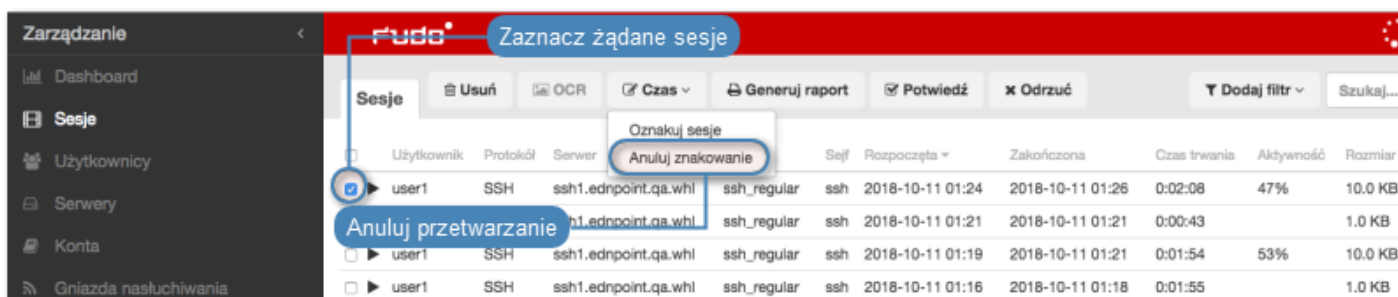 Zarządzanie
fudo
Zaznacz żądane sesje
Dashboard
Sesje
Użytkownicy
Serwery
Konta
Gniazda nasłuchiwania
Sesje Usuń OCR Czas Generuj raport Potwiedź Odrzuć Dodaj filtr Szukaj...
Oznakuj sesje
Anuluj znakowanie
Użytkownik Protokół Serwer Sejf Rozpoczęta Zakończona Czas trwania Aktywność Rozmiar
user1 SSH ssh1.ednpoint.qa.whl ssh_regular ssh 2018-10-11 01:24 2018-10-11 01:26 0:02:08 47% 10.0 KB
Anuluj przetwarzanie
h1.ednpoint.qa.whl ssh_regular ssh 2018-10-11 01:21 2018-10-11 01:21 0:00:43 1.0 KB
user1 SSH ssh1.ednpoint.qa.whl ssh_regular ssh 2018-10-11 01:19 2018-10-11 01:21 0:01:54 53% 10.0 KB
user1 SSH ssh1.ednpoint.qa.whl ssh_regular ssh 2018-10-11 01:16 2018-10-11 01:18 0:01:55 1.0 KB